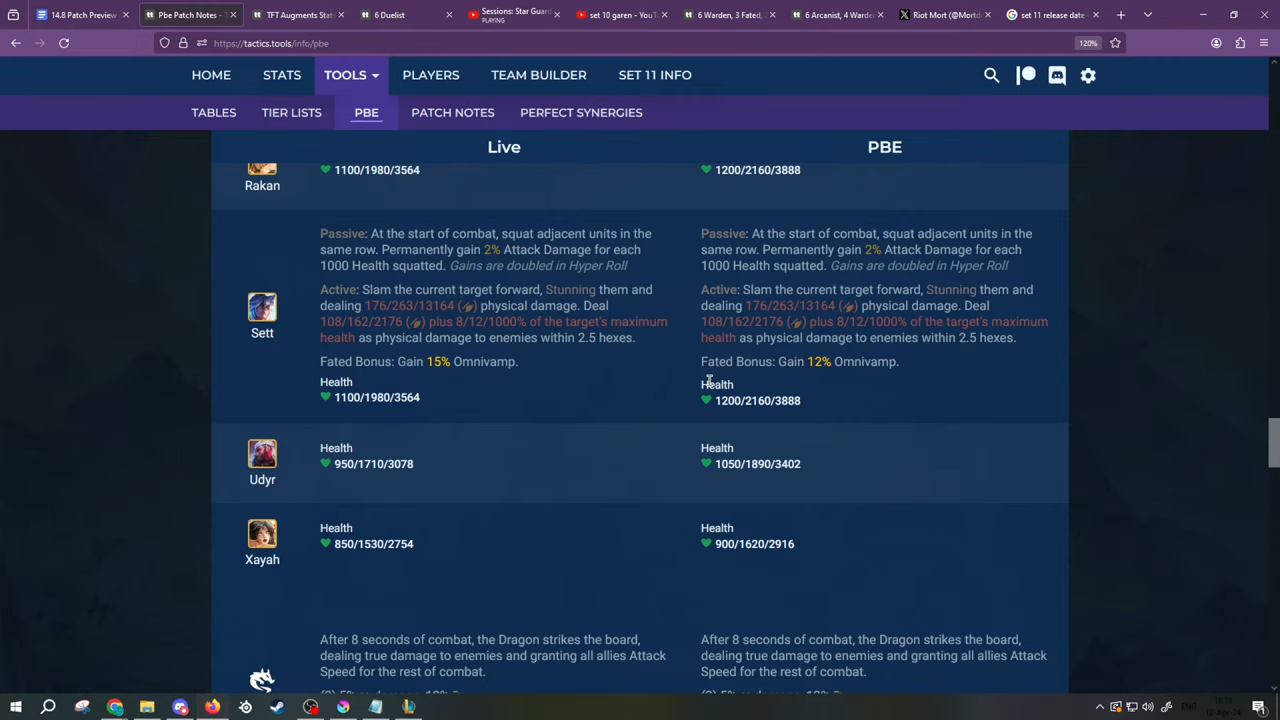 14.8 Patch Preview
Pbe Patch Notes -
TFT Augments Stats
6 Duelist
Sessions: Star Guard
PLAYING
set 10 garen - YouT
6 Warden, 3 Fated, 2
6 Arcanist, 4 Warden
Riot Mort (@Mortd
set 11 release date -
https://tactics.tools/info/pbe
120%
HOME STATS TOOLS PLAYERS TEAM BUILDER SET 11 INFO
TABLES TIER LISTS PBE PATCH NOTES PERFECT SYNERGIES
Live PBE
Rakan
1100/1980/3564
1200/2160/3888
Sett
Passive: At the start of combat, squat adjacent units in the
same row. Permanently gain 2% Attack Damage for each
1000 Health squatted. Gains are doubled in Hyper Roll
Active: Slam the current target forward, Stunning them and
dealing 176/263/13164 ( ) physical damage. Deal
108/162/2176 ( ) plus 8/12/1000% of the target's maximum
health as physical damage to enemies within 2.5 hexes.
Fated Bonus: Gain 15% Omnivamp.
Health
1100/1980/3564
Passive: At the start of combat, squat adjacent units in the
same row. Permanently gain 2% Attack Damage for each
1000 Health squatted. Gains are doubled in Hyper Roll
Active: Slam the current target forward, Stunning them and
dealing 176/263/13164 ( ) physical damage. Deal
108/162/2176 ( ) plus 8/12/1000% of the target's maximum
health as physical damage to enemies within 2.5 hexes.
Fated Bonus: Gain 12% Omnivamp.
Health
1200/2160/3888
Udyr
Health
950/1710/3078
Health
1050/1890/3402
Xayah
Health
850/1530/2754
Health
900/1620/2916
After 8 seconds of combat, the Dragon strikes the board,
dealing true damage to enemies and granting all allies Attack
Speed for the rest of combat.
After 8 seconds of combat, the Dragon strikes the board,
dealing true damage to enemies and granting all allies Attack
Speed for the rest of combat.
ENG